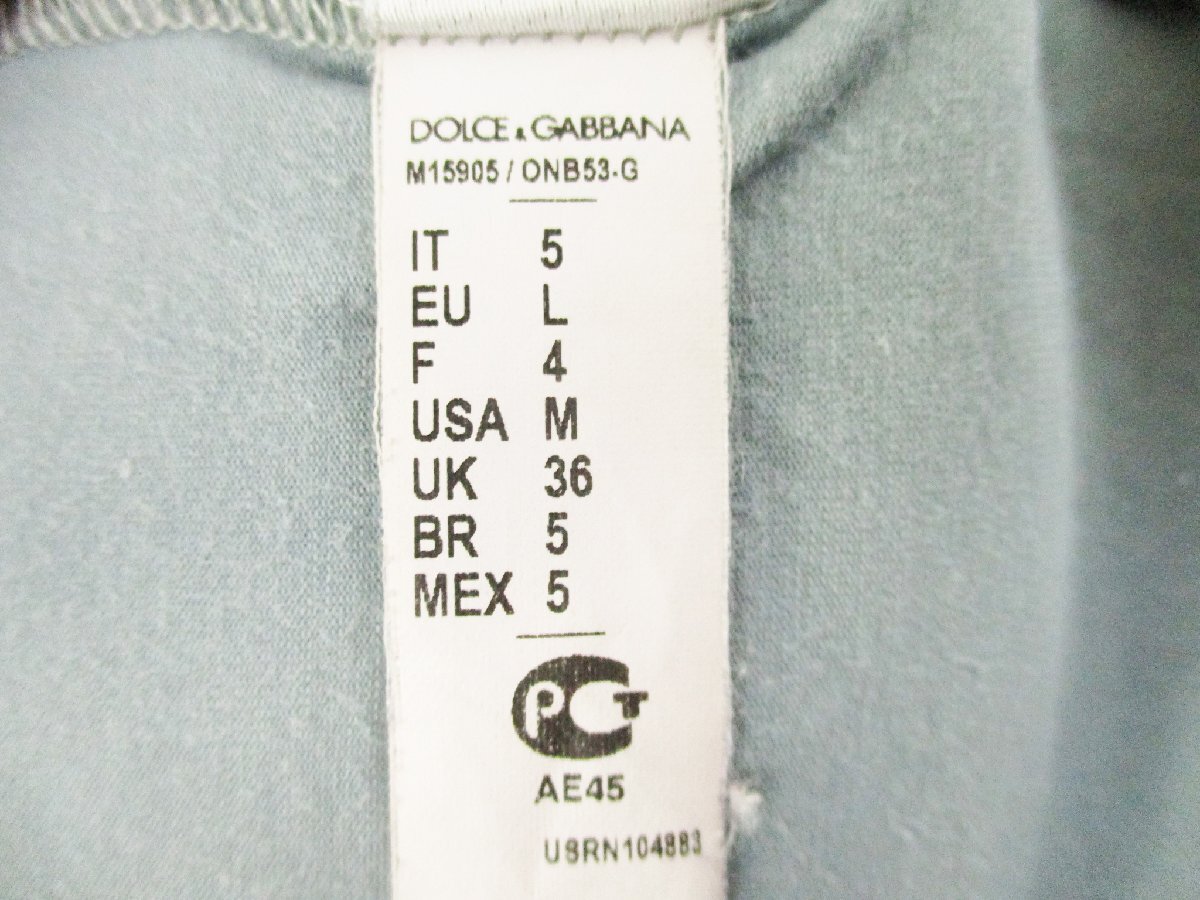 DOLCE & GABBANA
M15905 / ONB53-G
IT 5
EU L
F 4
USA M
UK 36
BR 5
MEX 5
PCT
AE45
USRN104883